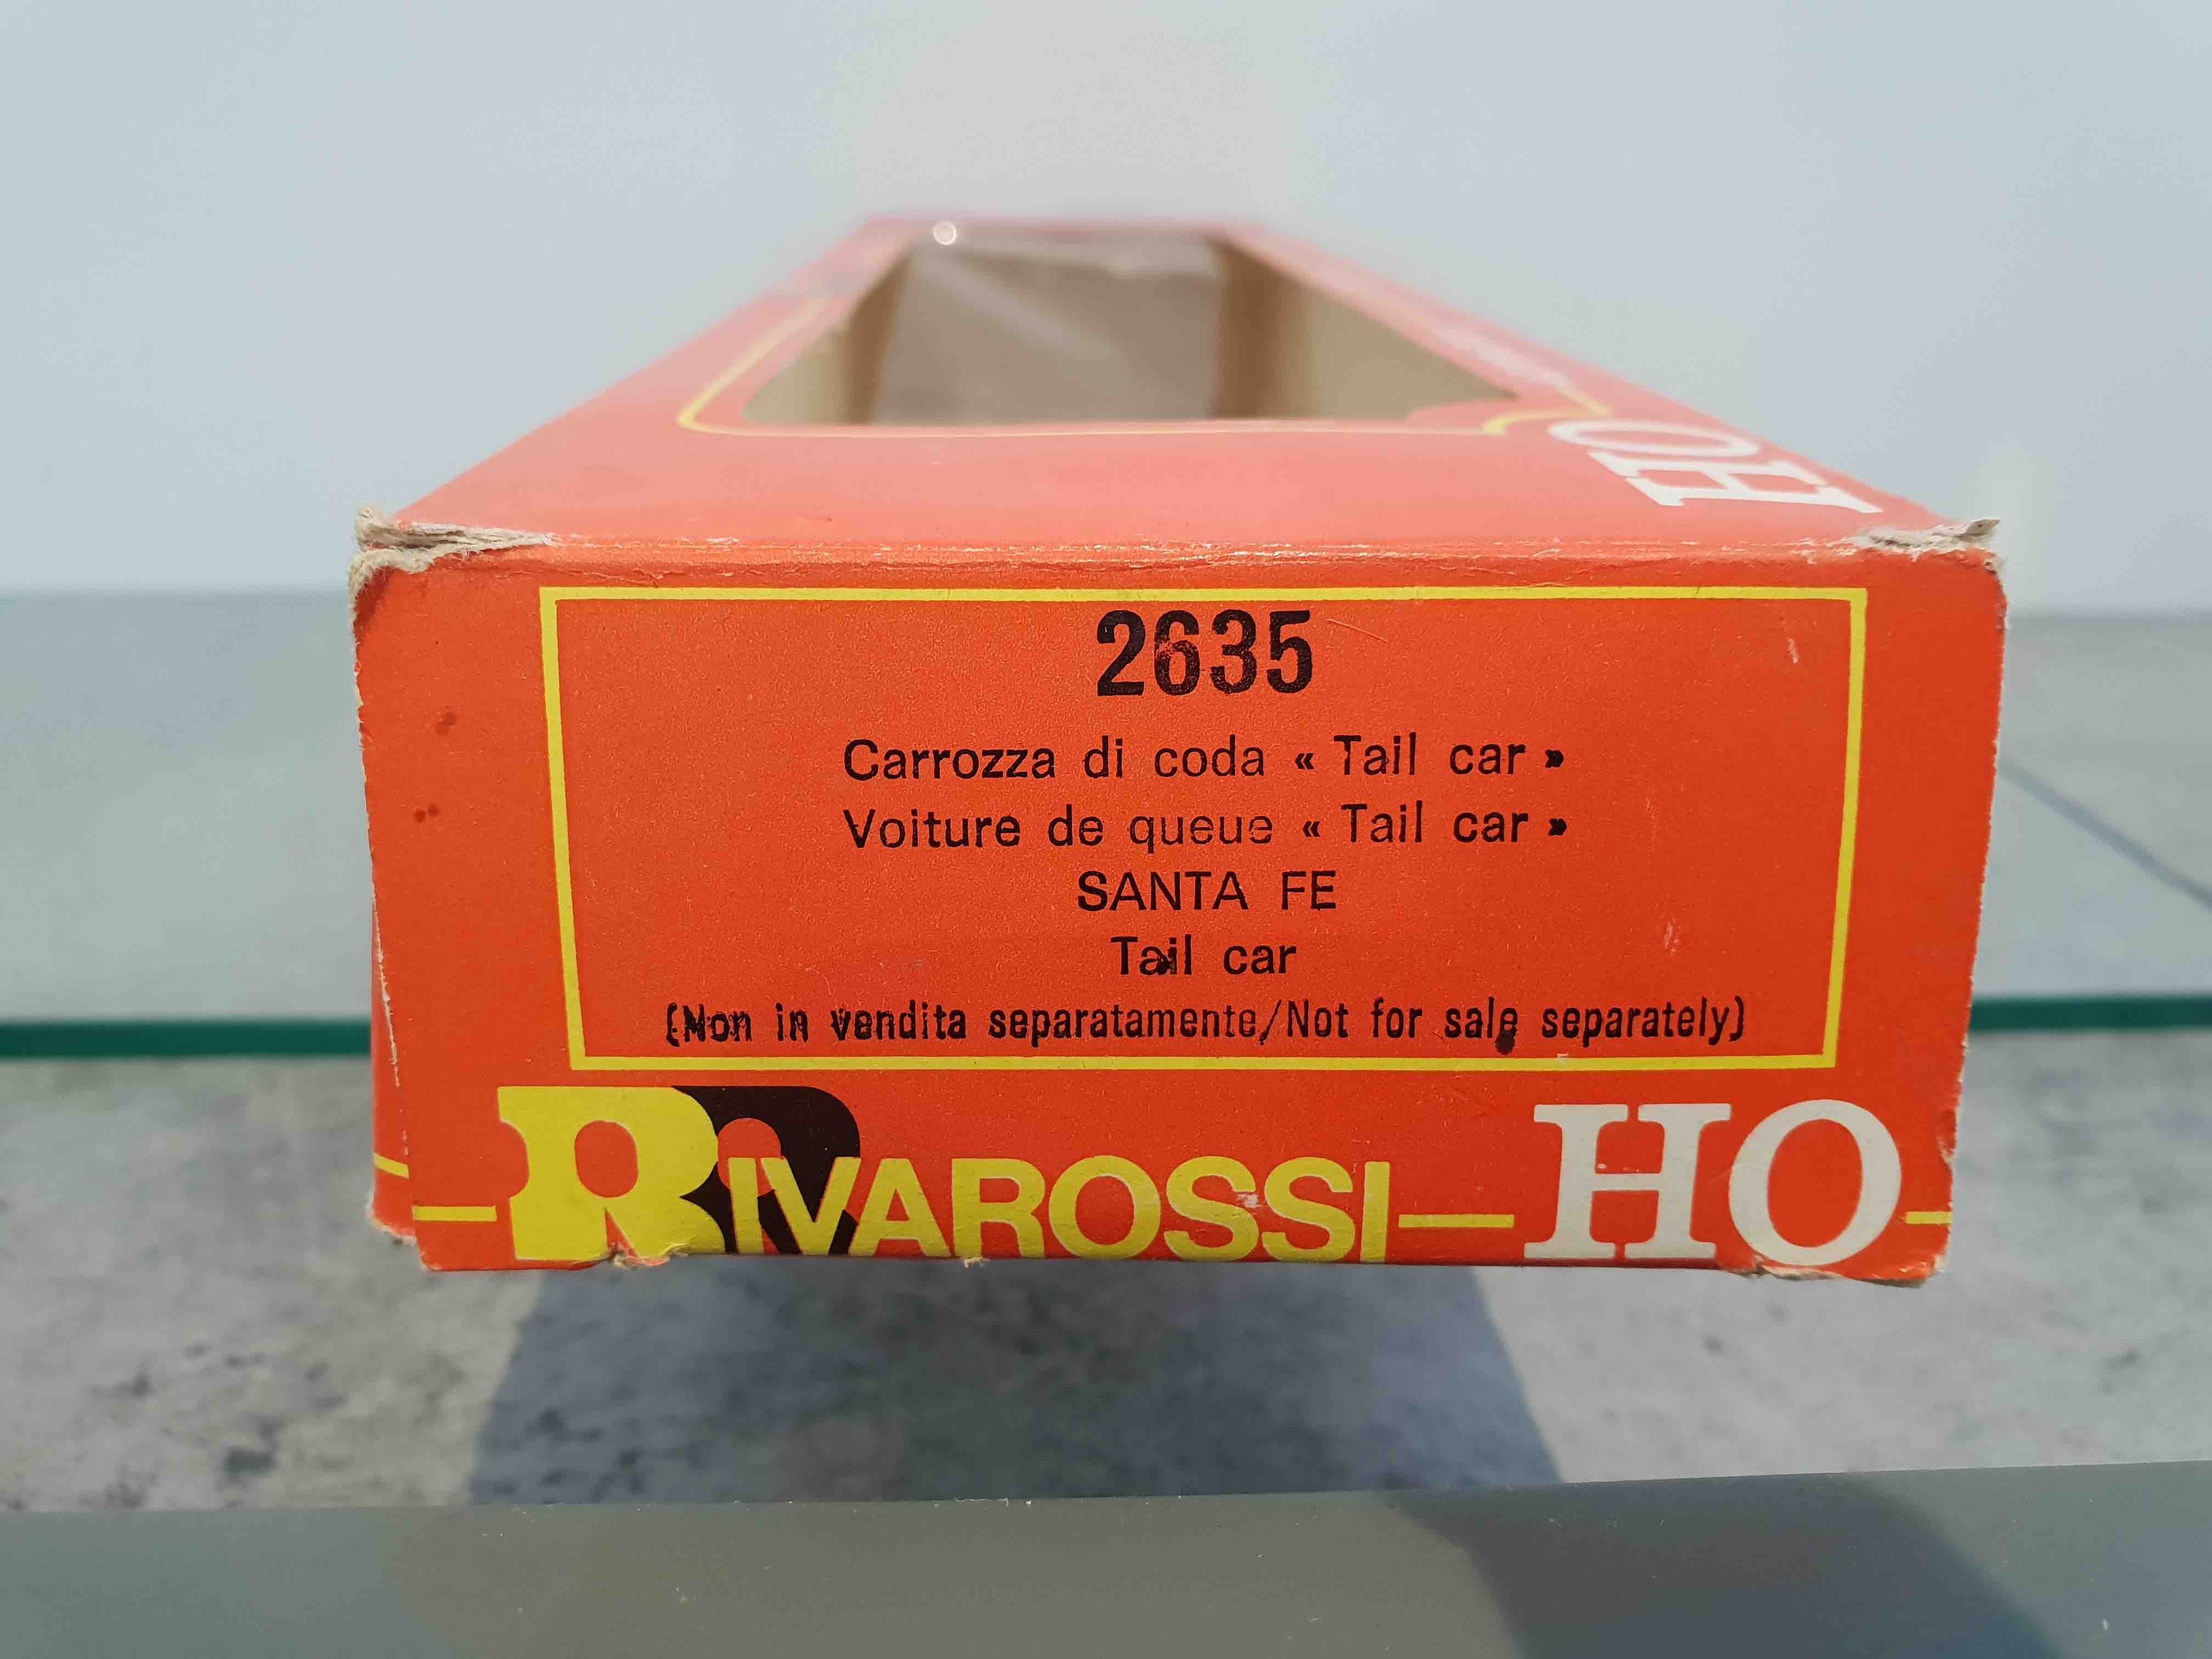 HO
2635
Carrozza di coda « Tail car »
Voiture de queue « Tail car »
SANTA FE
Tail car
(Non in vendita separatamente/Not for sale separately)
RIVAROSSI-HO